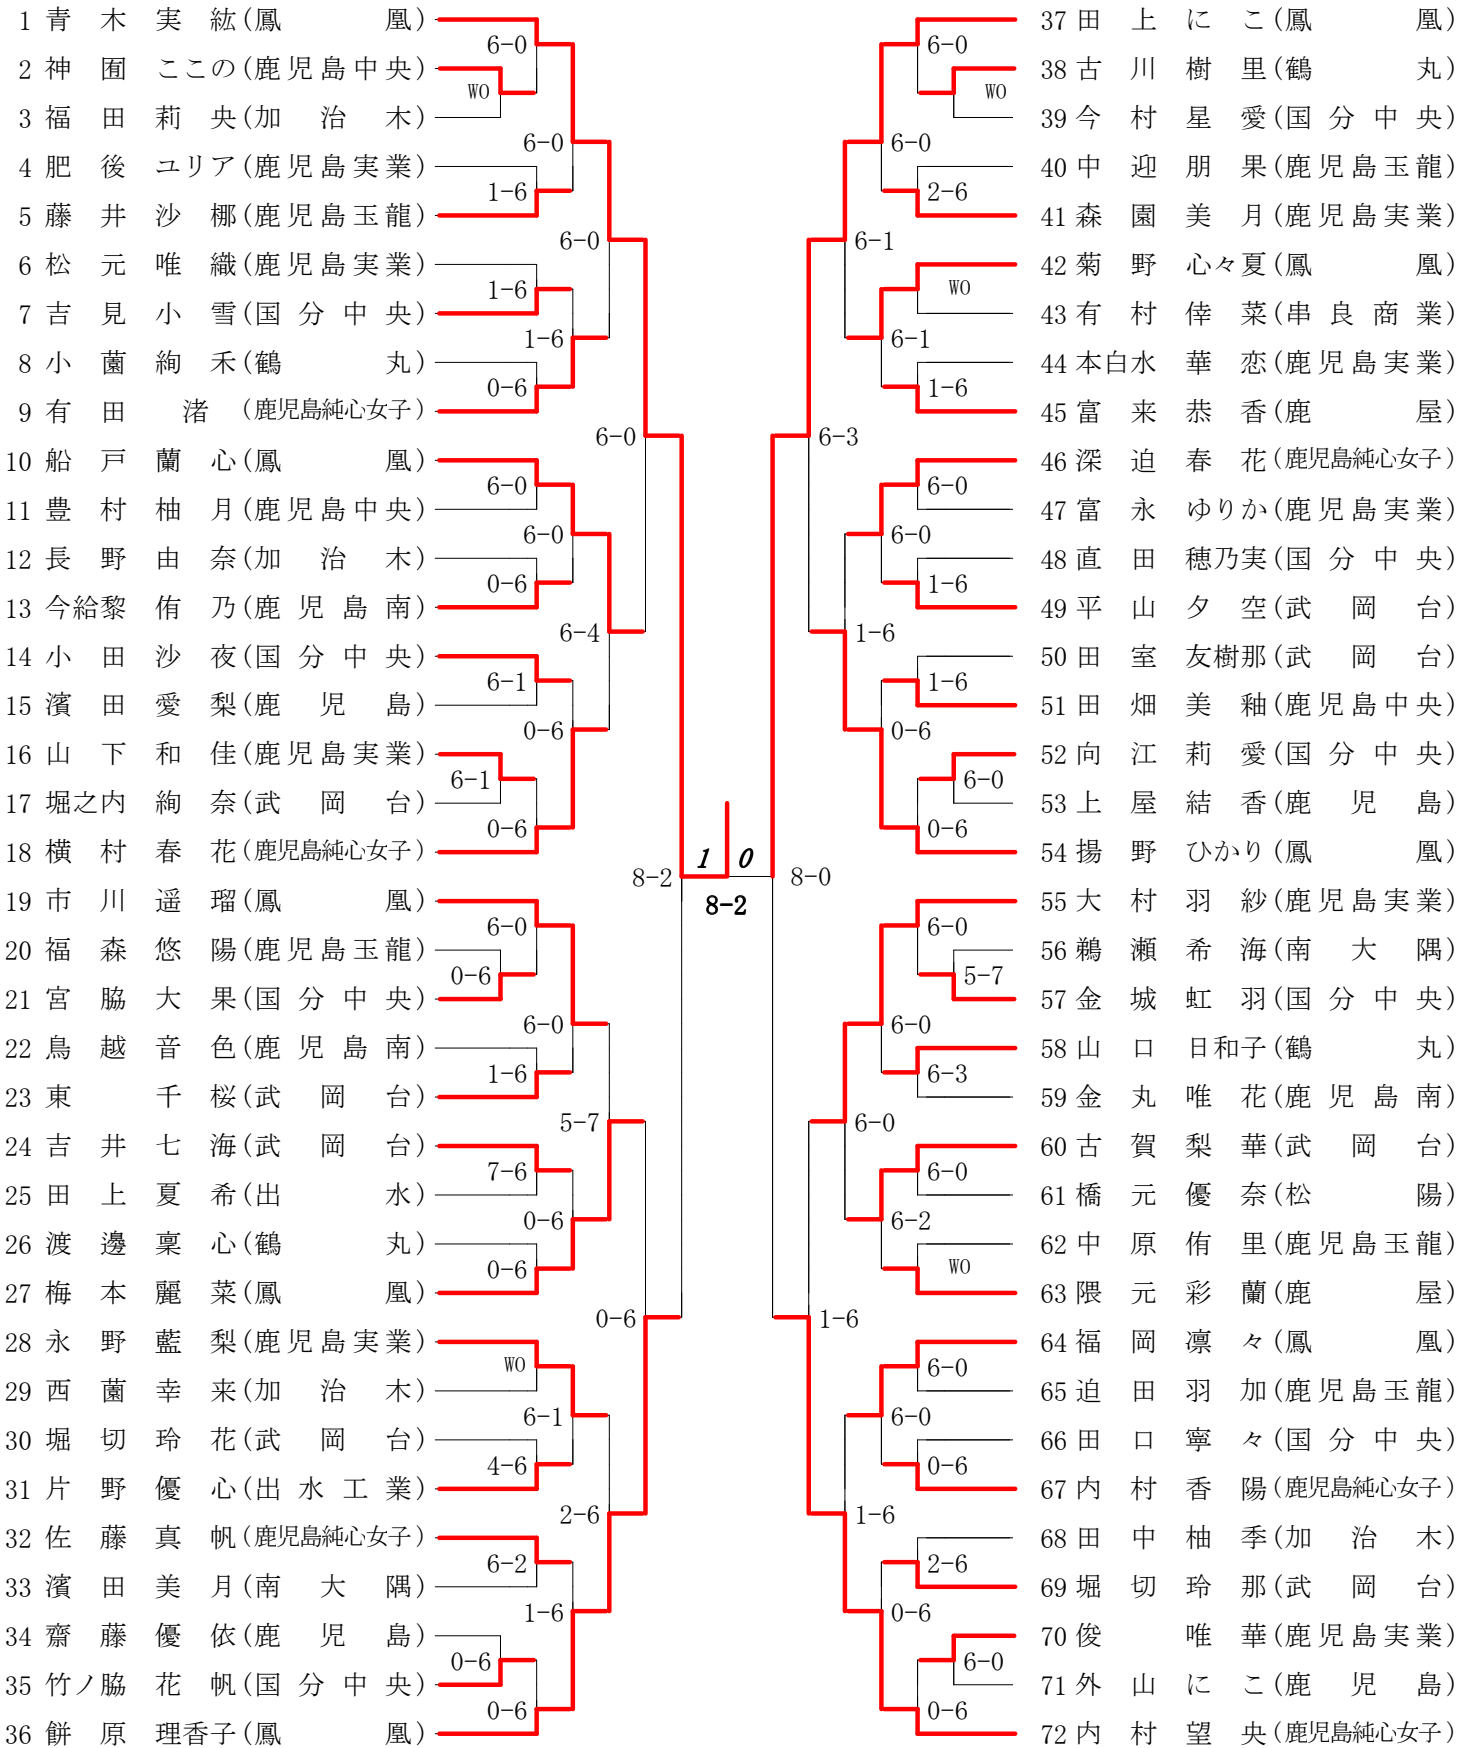 1 青木実紘(鳳凰)
6-0
2 神囿ここの(鹿児島中央)
WO
3 福田莉央(加治木)
6-0
4 肥後ユリア(鹿児島実業)
1-6
5 藤井沙梛(鹿児島玉龍)
6-0
6 松元唯織(鹿児島実業)
1-6
7 吉見小雪(国分中央)
1-6
8 小薗絢禾(鶴丸)
0-6
9 有田渚(鹿児島純心女子)
6-0
10 船戸蘭心(鳳凰)
6-0
11 豊村柚月(鹿児島中央)
6-0
12 長野由奈(加治木)
0-6
13 今給黎侑乃(鹿児島南)
6-4
14 小田沙夜(国分中央)
6-1
15 濱田愛梨(鹿児島)
0-6
16 山下和佳(鹿児島実業)
6-1
17 堀之内絢奈(武岡台)
0-6
18 横村春花(鹿児島純心女子)
8-2
19 市川遥瑠(鳳凰)
6-0
20 福森悠陽(鹿児島玉龍)
0-6
21 宮脇大果(国分中央)
6-0
22 鳥越音色(鹿児島南)
1-6
23 東千桜(武岡台)
5-7
24 吉井七海(武岡台)
7-6
25 田上夏希(出水)
0-6
26 渡邊稟心(鶴丸)
0-6
27 梅本麗菜(鳳凰)
0-6
28 永野藍梨(鹿児島実業)
WO
29 西薗幸来(加治木)
6-1
30 堀切玲花(武岡台)
4-6
31 片野優心(出水工業)
2-6
32 佐藤真帆(鹿児島純心女子)
6-2
33 濱田美月(南大隅)
1-6
34 齋藤優依(鹿児島)
0-6
35 竹ノ脇花帆(国分中央)
0-6
36 餅原理香子(鳳凰)
1 0
8-2
37 田上にこ(鳳凰)
6-0
38 古川樹里(鶴丸)
WO
39 今村星愛(国分中央)
6-0
40 中迎朋果(鹿児島玉龍)
2-6
41 森園美月(鹿児島実業)
6-1
42 菊野心々夏(鳳凰)
WO
43 有村倖菜(串良商業)
6-1
44 本白水華恋(鹿児島実業)
1-6
45 富来恭香(鹿屋)
6-3
46 深迫春花(鹿児島純心女子)
6-0
47 富永ゆりか(鹿児島実業)
6-0
48 直田穂乃実(国分中央)
1-6
49 平山夕空(武岡台)
1-6
50 田室友樹那(武岡台)
1-6
51 田畑美釉(鹿児島中央)
0-6
52 向江莉愛(国分中央)
6-0
53 上屋結香(鹿児島)
0-6
54 揚野ひかり(鳳凰)
8-0
55 大村羽紗(鹿児島実業)
6-0
56 鵜瀬希海(南大隅)
5-7
57 金城虹羽(国分中央)
6-0
58 山口日和子(鶴丸)
6-3
59 金丸唯花(鹿児島南)
6-0
60 古賀梨華(武岡台)
6-0
61 橋元優奈(松陽)
6-2
62 中原侑里(鹿児島玉龍)
WO
63 隈元彩蘭(鹿屋)
1-6
64 福岡凛々(鳳凰)
6-0
65 迫田羽加(鹿児島玉龍)
6-0
66 田口寧々(国分中央)
0-6
67 内村香陽(鹿児島純心女子)
1-6
68 田中柚季(加治木)
2-6
69 堀切玲那(武岡台)
0-6
70 俊唯華(鹿児島実業)
6-0
71 外山にこ(鹿児島)
0-6
72 内村望央(鹿児島純心女子)